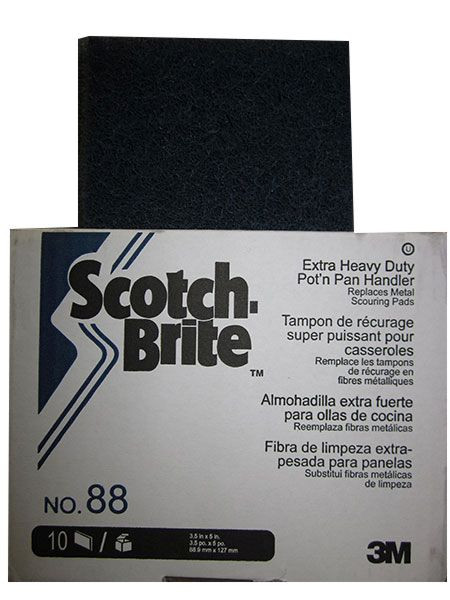 U
Extra Heavy Duty
Pot'n Pan Handler
Replaces Metal
Scouring Pads
Scotch-
Brite™
Tampon de récurage
super puissant pour
casseroles
Remplace les tampons
de récurage en
fibres métalliques
Almohadilla extra fuerte
para ollas de cocina
Reemplaza fibras metálicas
Fibra de limpeza extra-
pesada para panelas
Substitui fibras metálicas
de limpeza
NO. 88
10 /
3.5 in x 5 in.
3.5 po. x 5 po.
88.9 mm x 127 mm
3M